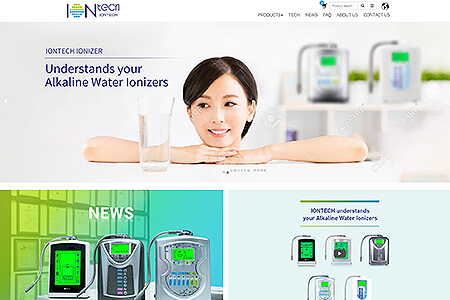 IONtech
IONTECH
Product Search
PRODUCTS+ TECH NEWS FAQ ABOUT US CONTACT US
IONTECH IONIZER
Understands your
Alkaline Water Ionizers
NEWS
IONTECH understands
your Alkaline Water Ionizers